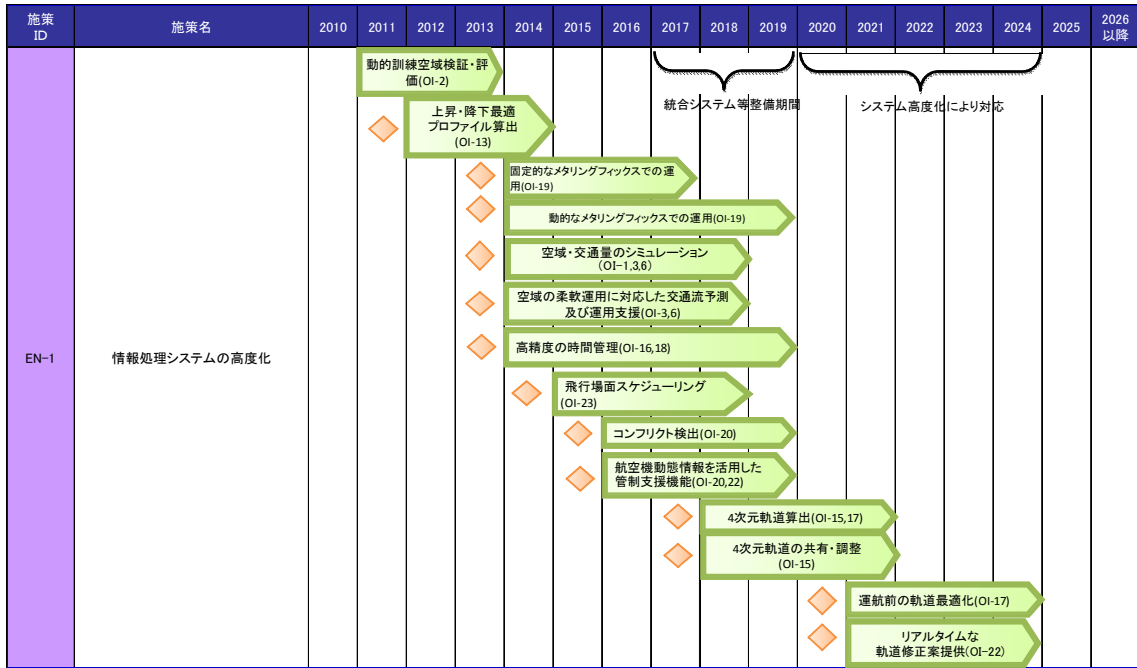 施策
ID
施策名
2010
2011
2012
2013
2014
2015
2016
2017
2018
2019
2020
2021
2022
2023
2024
2025
2026
以降
動的訓練空域検証・評
価(OI-2)
統合システム等整備期間
システム高度化により対応
上昇・降下最適
プロファイル算出
(OI-13)
固定的なメタリングフィックスでの運
用(OI-19)
動的なメタリングフィックスでの運用(OI-19)
空域・交通量のシミュレーション
(OI-1,3,6)
空域の柔軟運用に対応した交通流予測
及び運用支援(OI-3,6)
EN-1
情報処理システムの高度化
高精度の時間管理(OI-16,18)
飛行場面スケジューリング
(OI-23)
コンフリクト検出(OI-20)
航空機動態情報を活用した
管制支援機能(OI-20,22)
4次元軌道算出(OI-15,17)
4次元軌道の共有・調整
(OI-15)
運航前の軌道最適化(OI-17)
リアルタイムな
軌道修正案提供(OI-22)